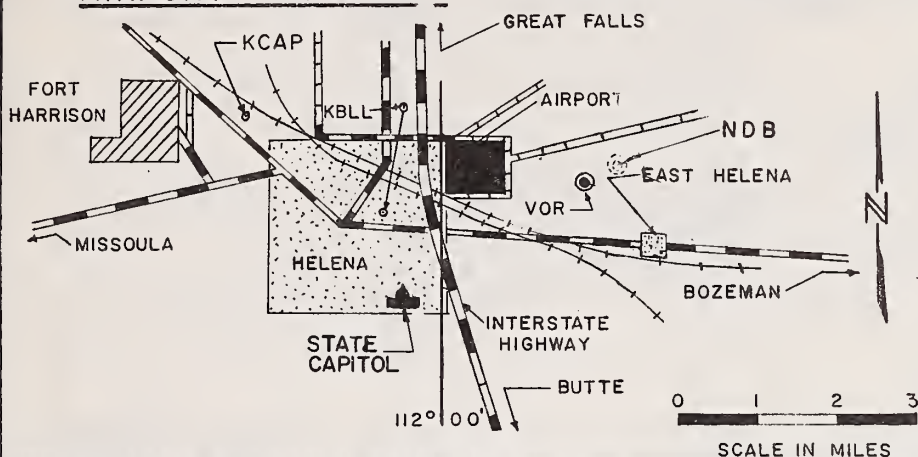 GREAT FALLS
KCAP
FORT
HARRISON
KBLL
AIRPORT
NDB
EAST HELENA
VOR
N
MISSOULA
HELENA
BOZEMAN
STATE
CAPITOL
INTERSTATE
HIGHWAY
BUTTE
112° 00'
0 1 2 3
SCALE IN MILES